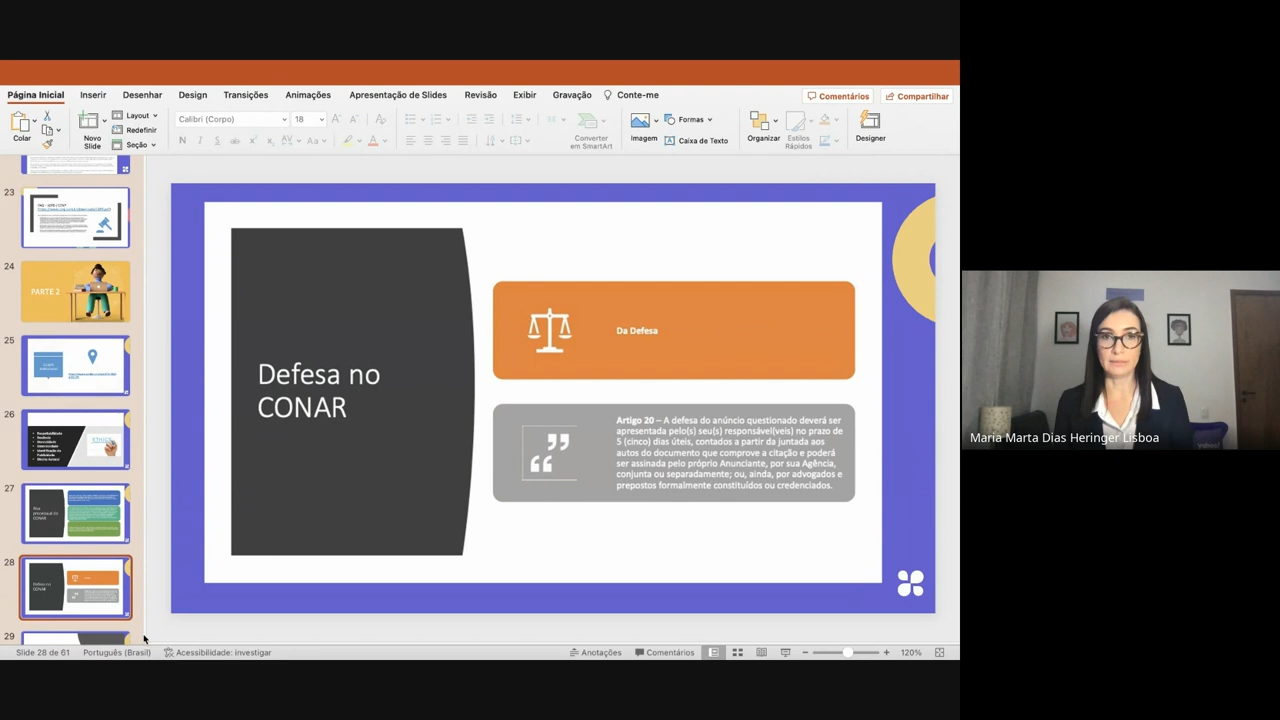 Página Inicial Inserir Desenhar Design Transições Animações Apresentação de Slides Revisão Exibir Gravação Conte-me Comentários Compartilhar
Colar
Novo
Slide
Layout
Redefinir
Seção
Calibri (Corpo) 18
Converter
em SmartArt
Imagem
Formas
Caixa de Texto
Organizar
Estilos
Rápidos
Designer
23
24
PARTE 2
25
26
ETHICS
27
28
Defesa no
CONAR
29
Defesa no
CONAR
Da Defesa
Artigo 20 – A defesa do anúncio questionado deverá ser
apresentada pelo(s) seu(s) responsável(veis) no prazo de
5 (cinco) dias úteis, contados a partir da juntada aos
autos do documento que comprove a citação e poderá
ser assinada pelo próprio Anunciante, por sua Agência,
conjunta ou separadamente; ou, ainda, por advogados e
prepostos formalmente constituídos ou credenciados.
Maria Marta Dias Heringer Lisboa
Slide 28 de 61 Português (Brasil) Acessibilidade: investigar Anotações Comentários 120%